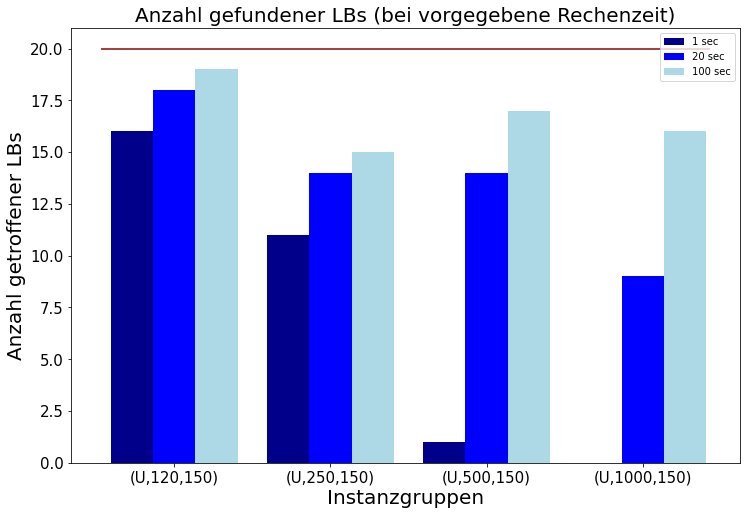 Anzahl gefundener LBs (bei vorgegebene Rechenzeit)
1 sec
20 sec
100 sec
Anzahl getroffener LBs
20.0
17.5
15.0
12.5
10.0
7.5
5.0
2.5
0.0
(U,120,150) (U,250,150) (U,500,150) (U,1000,150)
Instanzgruppen